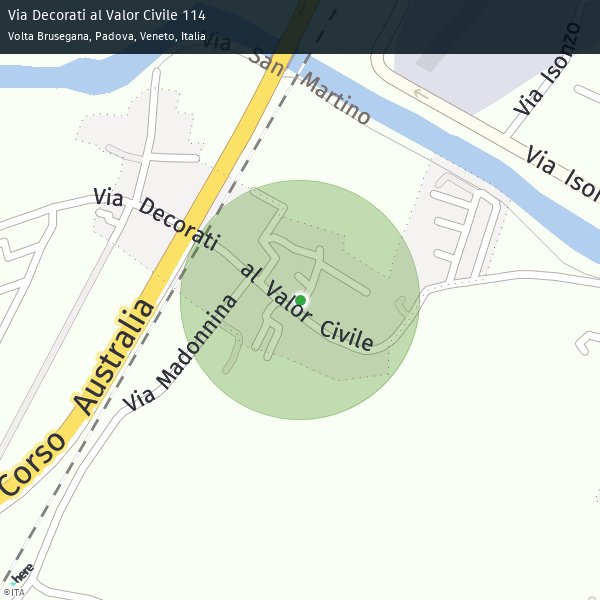 Via Decorati al Valor Civile 114
Volta Brusegana, Padova, Veneto, Italia
Via San Martino
Via Isonzo
Via Ison
Via Decorati al Valor Civile
Via Madonnina
Corso Australia
here
©ITA